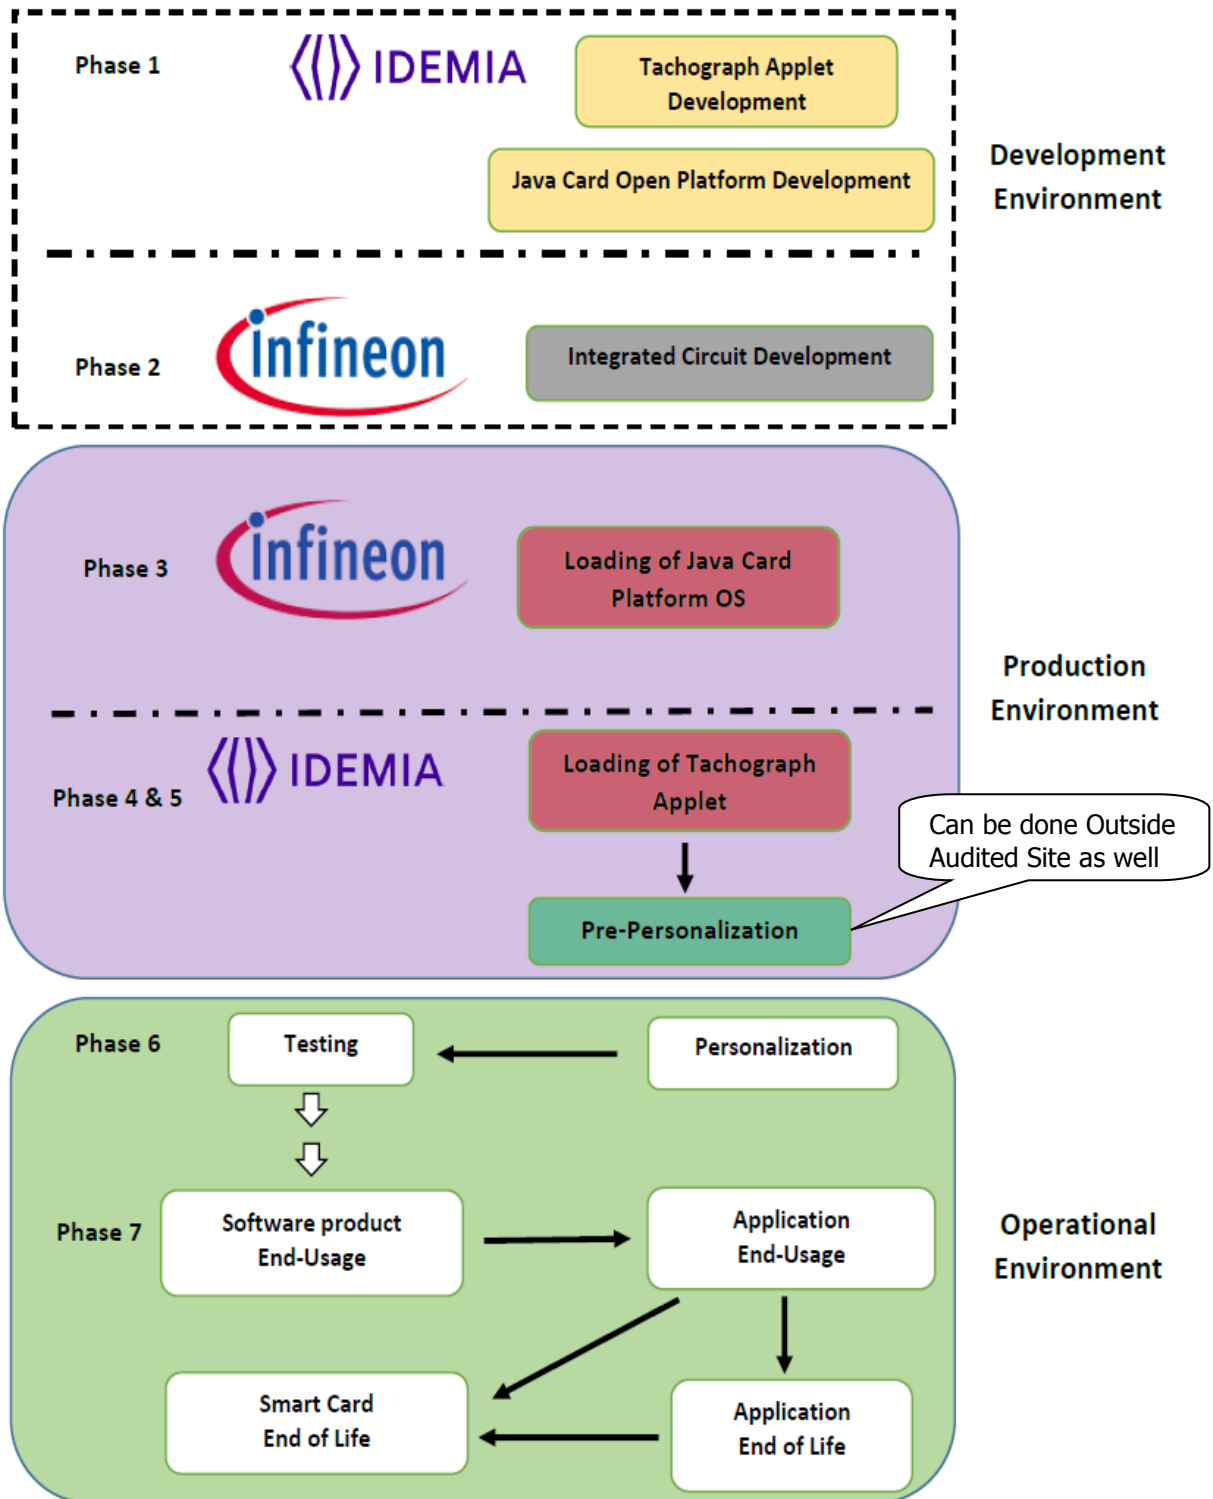 Phase 1
IDEMIA
Tachograph Applet
Development
Java Card Open Platform Development
Development
Environment
Phase 2
infineon
Integrated Circuit Development
Phase 3
infineon
Loading of Java Card
Platform OS
Production
Environment
Phase 4 & 5
IDEMIA
Loading of Tachograph
Applet
Can be done Outside
Audited Site as well
Pre-Personalization
Phase 6
Testing
Personalization
Phase 7
Software product
End-Usage
Application
End-Usage
Operational
Environment
Smart Card
End of Life
Application
End of Life